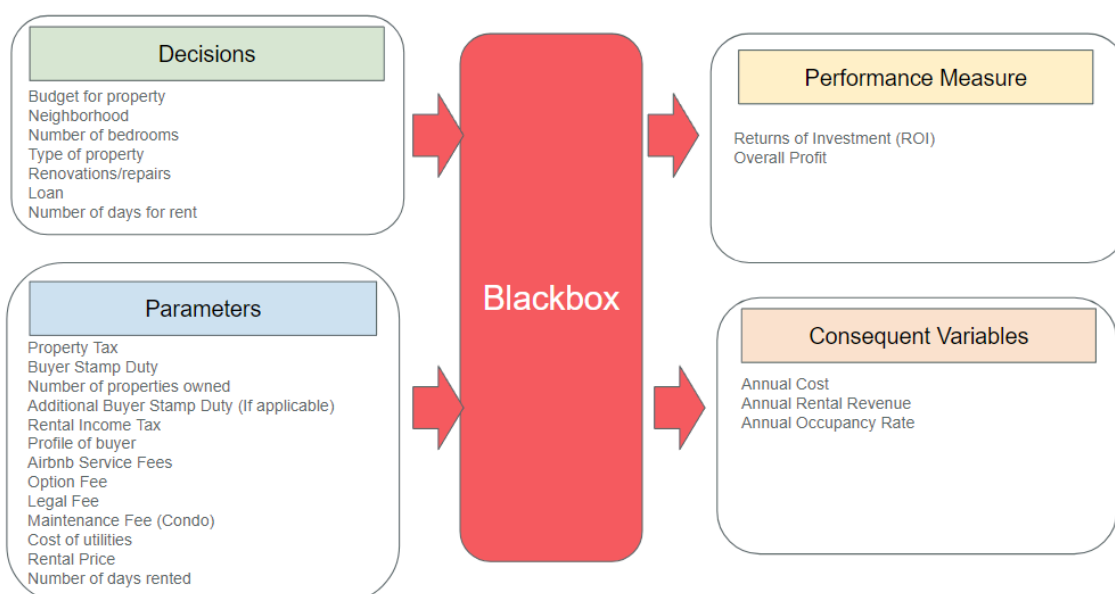 Decisions
Budget for property
Neighborhood
Number of bedrooms
Type of property
Renovations/repairs
Loan
Number of days for rent
Parameters
Property Tax
Buyer Stamp Duty
Number of properties owned
Additional Buyer Stamp Duty (If applicable)
Rental Income Tax
Profile of buyer
Airbnb Service Fees
Option Fee
Legal Fee
Maintenance Fee (Condo)
Cost of utilities
Rental Price
Number of days rented
Blackbox
Performance Measure
Returns of Investment (ROI)
Overall Profit
Consequent Variables
Annual Cost
Annual Rental Revenue
Annual Occupancy Rate